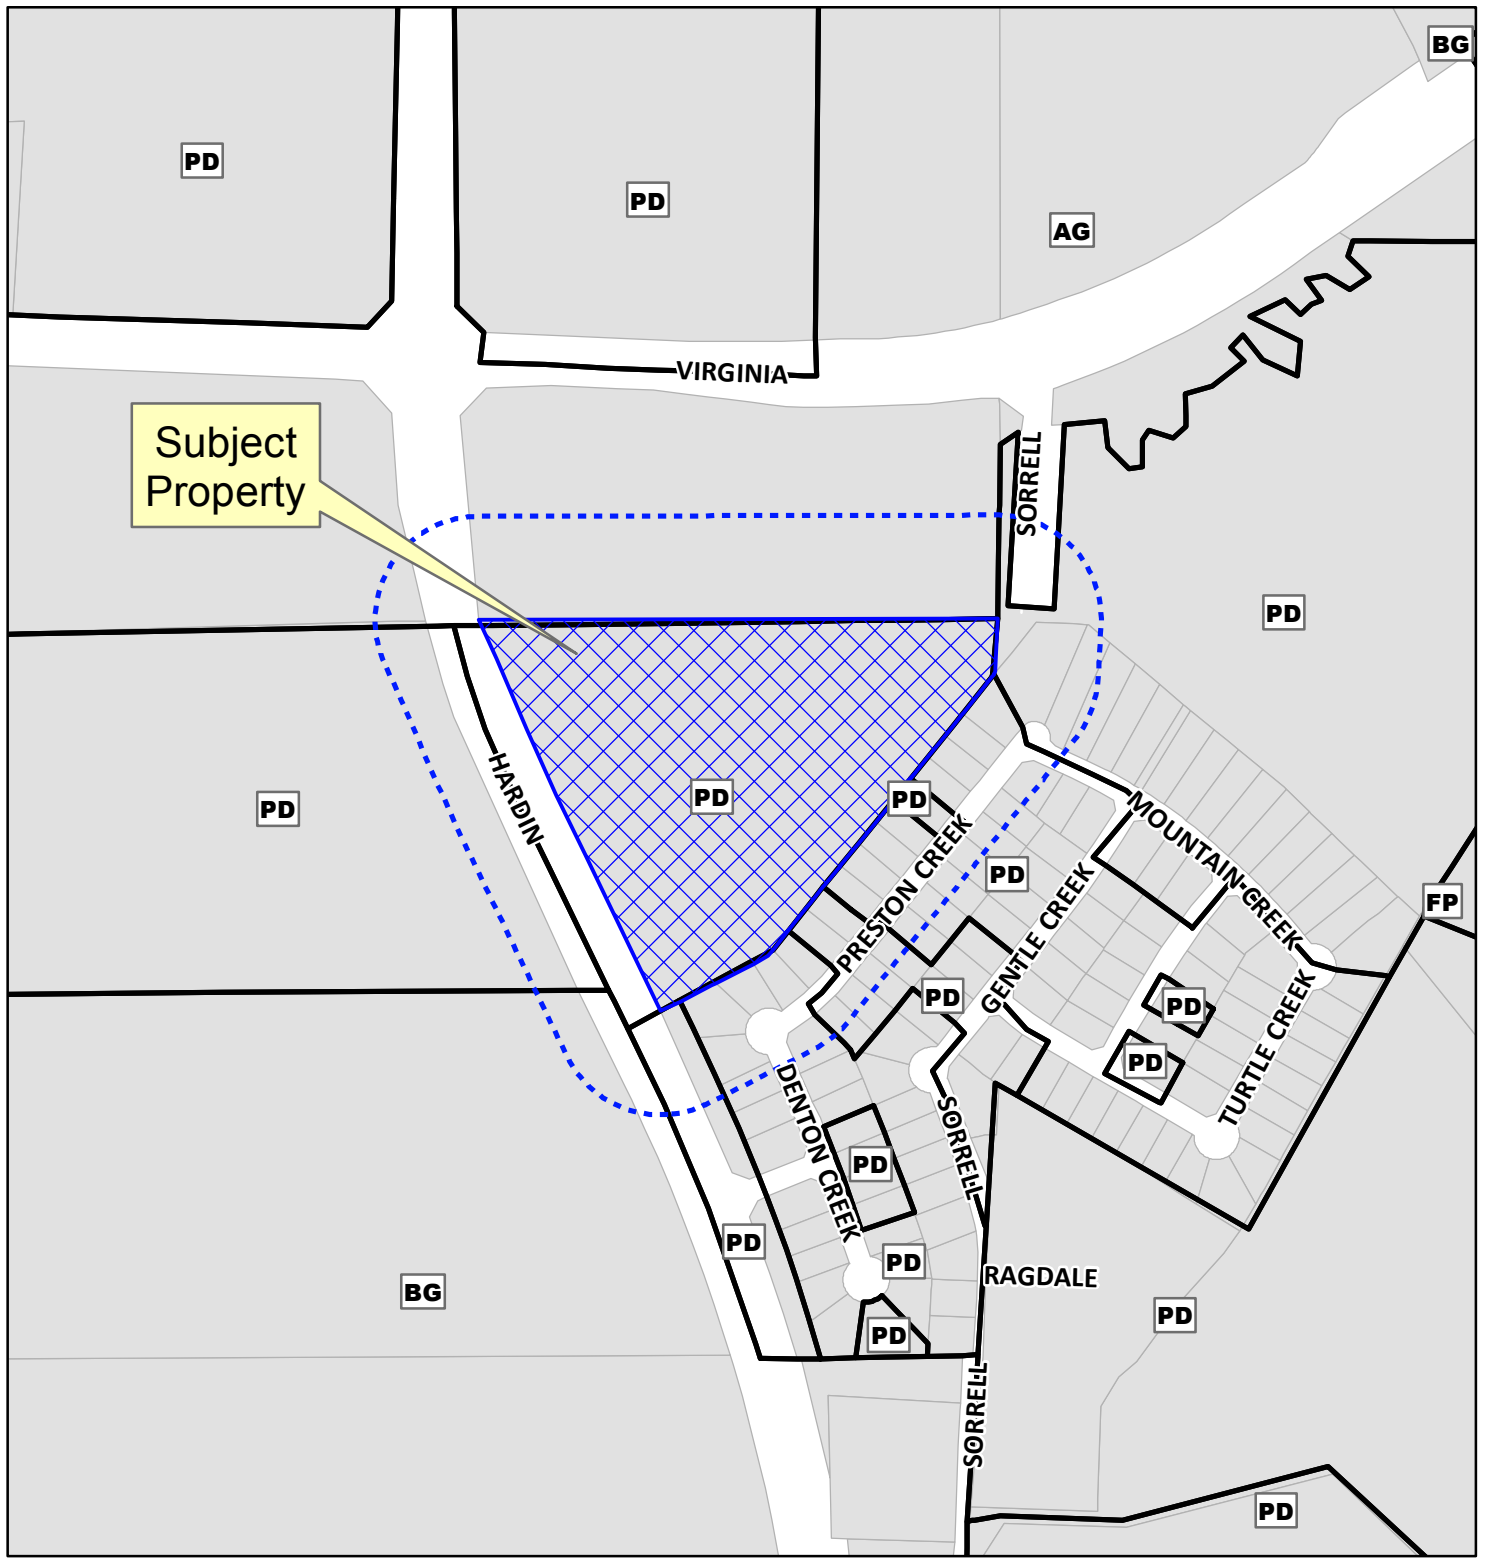 BG
PD
PD
AG
VIRGINIA
Subject
Property
SORRELL
PD
HARDIN
PD
PD
PD
MOUNTAIN CREEK
PRESTON CREEK
PD
GENTLE CREEK
FP
PD
PD
TURTLE CREEK
PD
DENTON CREEK
SORRELL
PD
PD
PD
RAGDALE
BG
PD
PD
SORRELL
PD